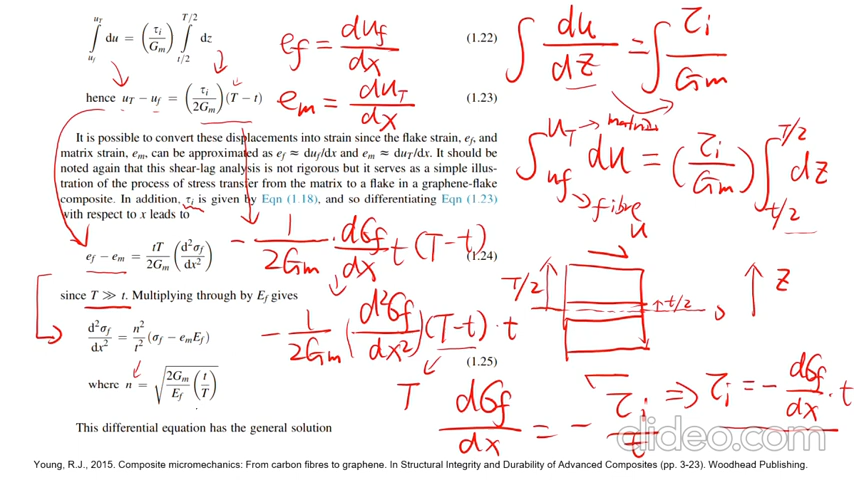 ∫_{u_f}^{u_T} du = (τ_i/G_m) ∫_{t/2}^{T/2} dz (1.22)
hence u_T − u_f = (τ_i/2G_m)(T − t) (1.23)
It is possible to convert these displacements into strain since the flake strain, e_f, and
matrix strain, e_m, can be approximated as e_f ≈ du_f/dx and e_m ≈ du_T/dx. It should be
noted again that this shear-lag analysis is not rigorous but it serves as a simple illus-
tration of the process of stress transfer from the matrix to a flake in a graphene-flake
composite. In addition, τ_i is given by Eqn (1.18), and so differentiating Eqn (1.23)
with respect to x leads to
e_f − e_m = tT/2G_m (d²σ_f/dx²) (1.24)
since T ≫ t. Multiplying through by E_f gives
d²σ_f/dx² = n²/t² (σ_f − e_m E_f) (1.25)
where n = √(2G_m/E_f (t/T))
This differential equation has the general solution
e_f = du_f/dx
e_m = du_T/dx
∫ du/dz = ∫ τ_i/G_m
∫_{u_f}^{u_T} du = (τ_i/G_m) ∫_{t/2}^{T/2} dz
→ matrix
→ fibre
u
− 1/2G_m · dσ_f/dx t (T − t)
− 1/2G_m (d²σ_f/dx²) (T − t) · t
T
T/2
t/2
0
z
dσ_f/dx = − τ_i/t ⇒ τ_i = − dσ_f/dx · t
dideo.com
Young, R.J., 2015. Composite micromechanics: From carbon fibres to graphene. In Structural Integrity and Durability of Advanced Composites (pp. 3-23). Woodhead Publishing.